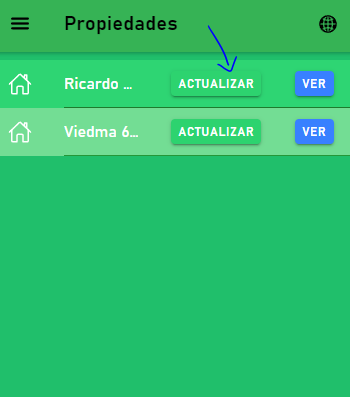 Propiedades
Ricardo ... ACTUALIZAR VER
Viedma 6... ACTUALIZAR VER